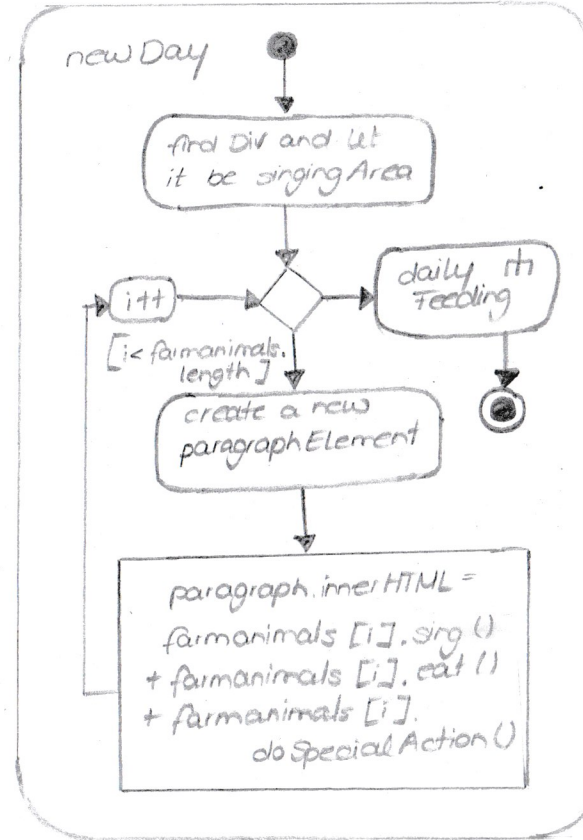 newDay
find Div and let
it be singingArea
i++
daily
Feeding
[i< farmanimals.
length]
create a new
paragraphElement
paragraph.innerHTML =
farmanimals [i]. sing ()
+ farmanimals [i]. eat ()
+ farmanimals [i].
doSpecialAction ()